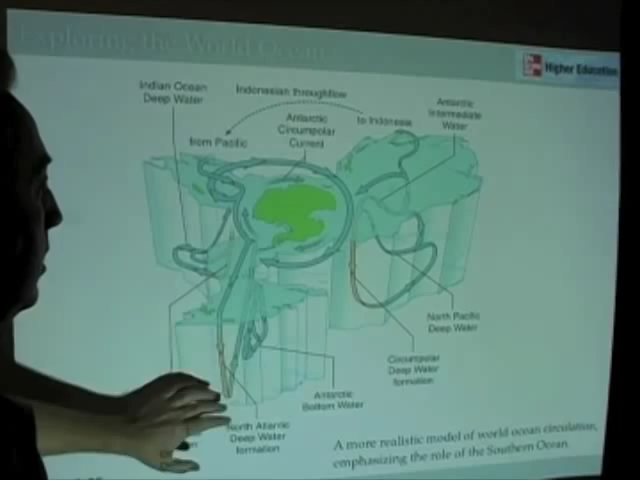 Exploring the World Ocean
Higher Education
Indian Ocean
Deep Water
Indonesian throughflow
Antarctic
Circumpolar
Current
to Indonesia
Antarctic
Intermediate
Water
from Pacific
North Pacific
Deep Water
Circumpolar
Deep Water
formation
Antarctic
Bottom Water
North Atlantic
Deep Water
formation
A more realistic model of world ocean circulation,
emphasizing the role of the Southern Ocean.